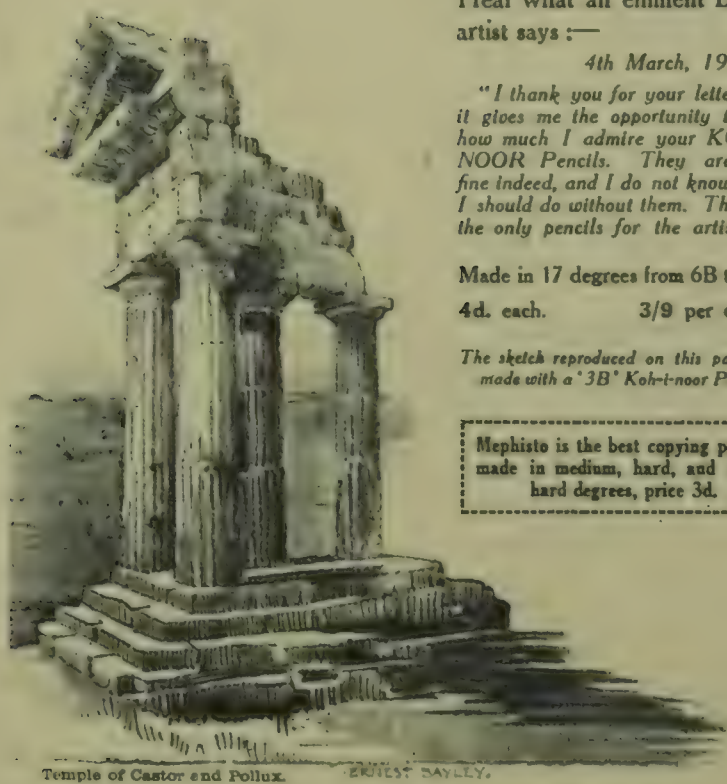 artist says :—
4th March, 19
"I thank you for your lette
it gives me the opportunity t
how much I admire your K
NOOR Pencils. They ar
fine indeed, and I do not know
I should do without them. Th
the only pencils for the artis
Made in 17 degrees from 6B
4d. each. 3/9 per
The sketch reproduced on this pa
made with a '3B' Koh-i-noor P
Mephisto is the best copying p
made in medium, hard, and
hard degrees, price 3d.
Temple of Castor and Pollux. ERNEST BAYLEY.